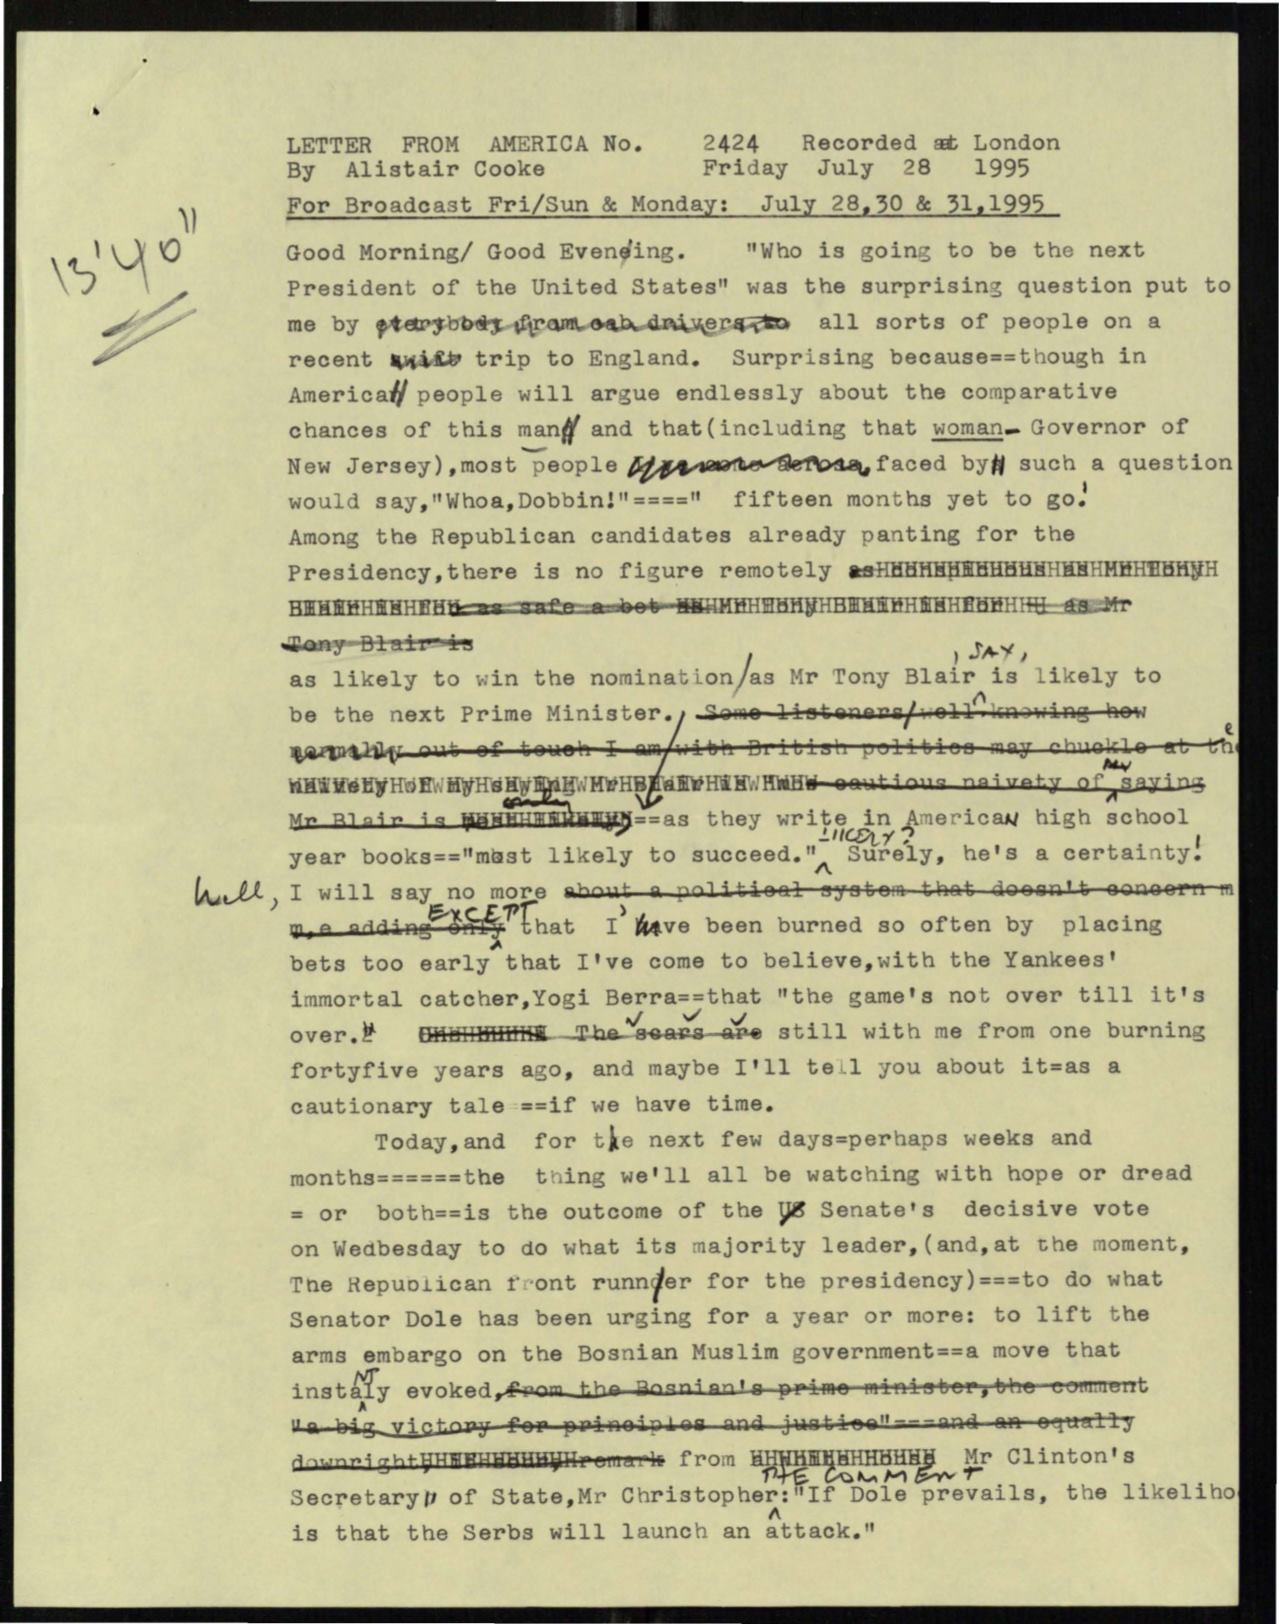 LETTER FROM AMERICA No. 2424 Recorded at London
By Alistair Cooke Friday July 28 1995
For Broadcast Fri/Sun & Monday: July 28,30 & 31,1995
13'40"
Good Morning/ Good Evening. "Who is going to be the next
President of the United States" was the surprising question put to
me by everybody from cab drivers to all sorts of people on a
recent swift trip to England. Surprising because==though in
America people will argue endlessly about the comparative
chances of this man and that(including that woman- Governor of
New Jersey),most people faced by such a question
would say,"Whoa,Dobbin!"====" fifteen months yet to go!
Among the Republican candidates already panting for the
Presidency,there is no figure remotely as conspicuous as Mr Tony
Blair is for as safe a bet as Mr Tony Blair is for as Mr
Tony Blair is
, SAY,
as likely to win the nomination/as Mr Tony Blair is likely to
be the next Prime Minister. Some listeners/well knowing how
normally out of touch I am/with British politics may chuckle at the
cautious naivety of my saying
Mr Blair is only ==as they write in American high school
year books=="most likely to succeed." Surely, he's a certainty!
Well, I will say no more about a political system that doesn't concern m
m,e adding only EXCEPT that I've been burned so often by placing
bets too early that I've come to believe,with the Yankees'
immortal catcher,Yogi Berra==that "the game's not over till it's
over." The scars are still with me from one burning
fortyfive years ago, and maybe I'll tell you about it=as a
cautionary tale ==if we have time.
Today,and for the next few days=perhaps weeks and
months======the thing we'll all be watching with hope or dread
= or both==is the outcome of the US Senate's decisive vote
on Wedbesday to do what its majority leader,(and,at the moment,
The Republican front runner for the presidency)===to do what
Senator Dole has been urging for a year or more: to lift the
arms embargo on the Bosnian Muslim government==a move that
instantly evoked,from the Bosnian's prime minister,the comment
"a big victory for principles and justice"===and an equally
downright remark from Mr Clinton's
THE COMMENT
Secretary of State,Mr Christopher:"If Dole prevails, the likeliho
is that the Serbs will launch an attack."